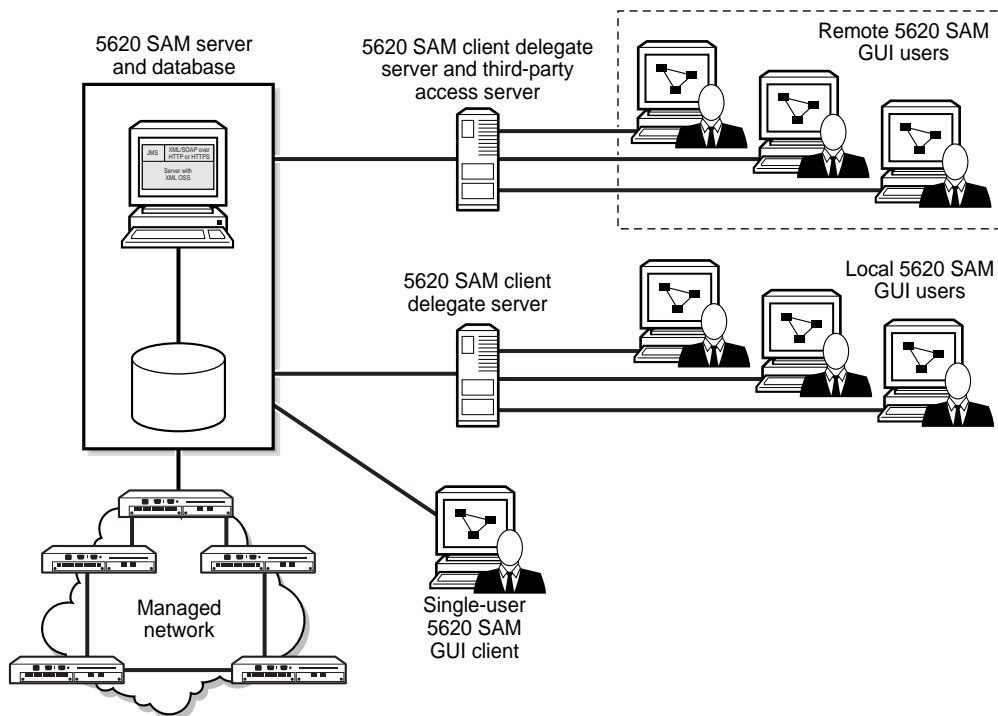 5620 SAM server
and database
5620 SAM client delegate
server and third-party
access server
Remote 5620 SAM
GUI users
JMS
XML/SOAP over
HTTP or HTTPS
Server with
XML OSS
5620 SAM client
delegate server
Local 5620 SAM
GUI users
Managed
network
Single-user
5620 SAM
GUI client